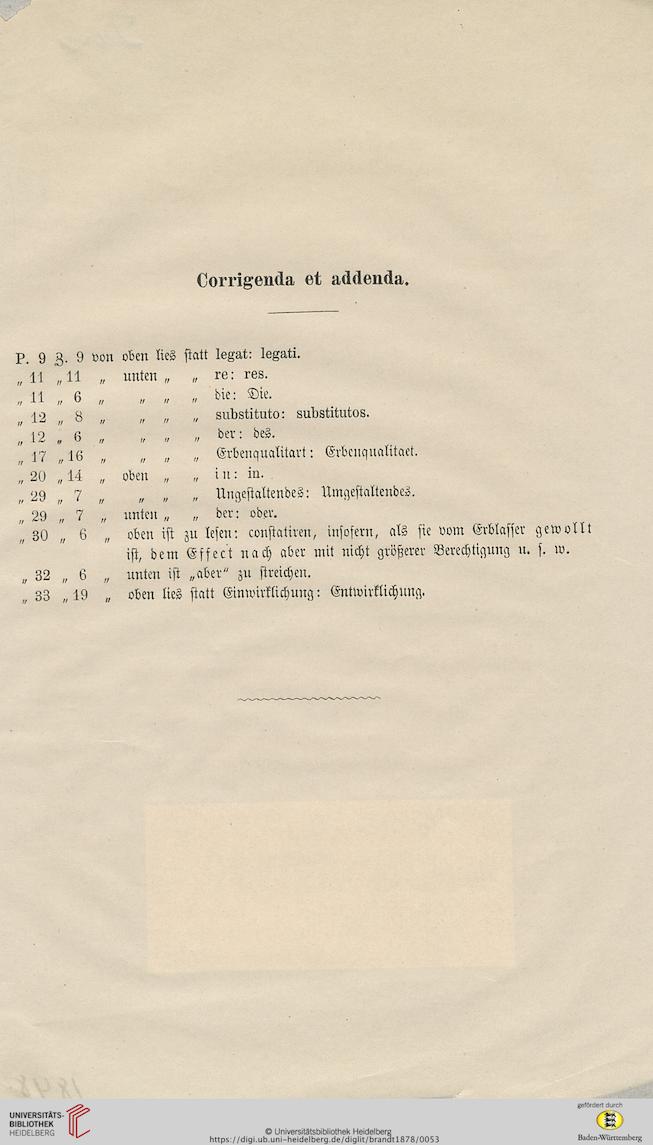 Corrigenda et addenda.
P. 9 Z. 9 von oben lies statt legat: legati.
„ 11 „ 11 „ unten „ „ re: res.
„ 11 „ 6 „ „ „ „ die: Die.
„ 12 „ 8 „ „ „ „ substituto: substitutos.
„ 12 „ 6 „ „ „ „ der: des.
„ 17 „ 16 „ „ „ „ Erbenqualitart: Erbenqualitaet.
„ 20 „ 14 „ oben „ „ in: in.
„ 29 „ 7 „ „ „ „ Ungestaltendes: Umgestaltendes.
„ 29 „ 7 „ unten „ „ der: oder.
„ 30 „ 6 „ oben ist zu lesen: constatiren, insofern, als sie vom Erblasser gewollt
ist, dem Effect nach aber mit nicht größerer Berechtigung u. s. w.
„ 32 „ 6 „ unten ist „aber“ zu streichen.
„ 33 „ 19 „ oben lies statt Einwirklichung: Entwirklichung.
UNIVERSITÄTS-
BIBLIOTHEK
HEIDELBERG
© Universitätsbibliothek Heidelberg
https://digi.ub.uni-heidelberg.de/diglit/brandt1878/0053
gefördert durch
Baden-Württemberg